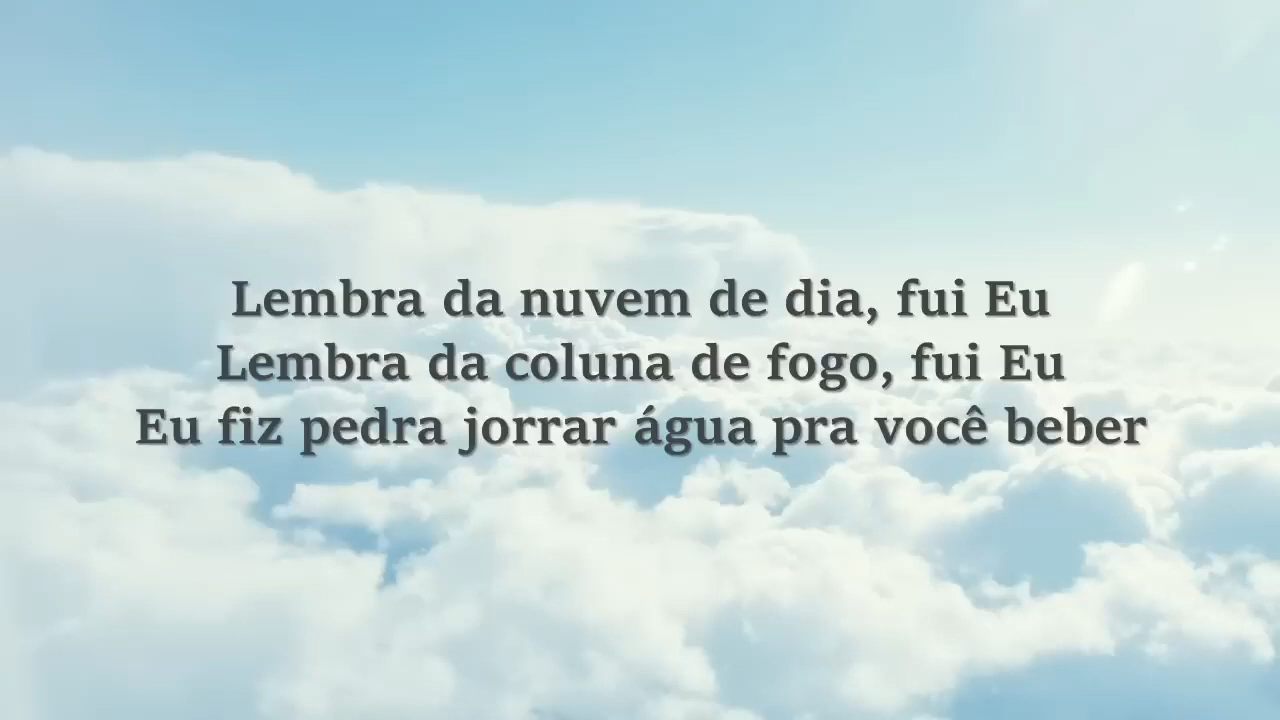 Lembra da nuvem de dia, fui Eu
Lembra da coluna de fogo, fui Eu
Eu fiz pedra jorrar água pra você beber